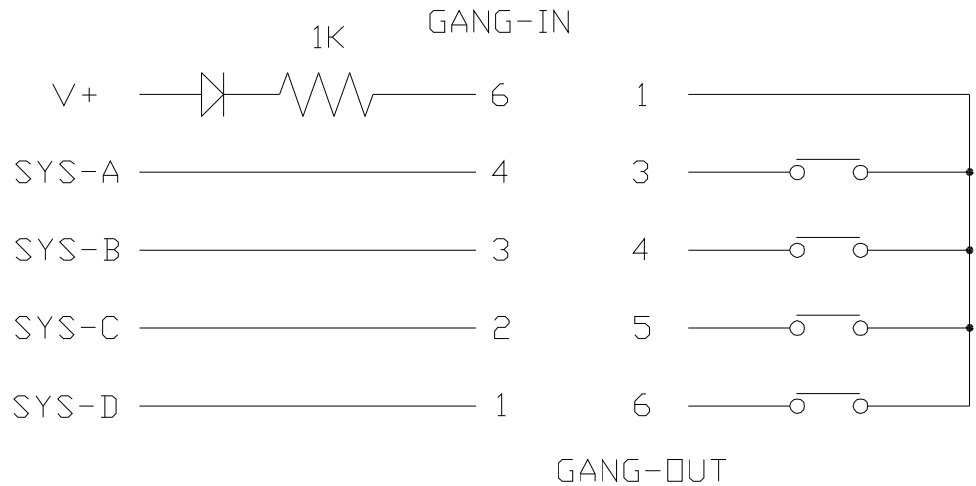 GANG-IN
1K
V+ 6 1
SYS-A 4 3
SYS-B 3 4
SYS-C 2 5
SYS-D 1 6
GANG-OUT